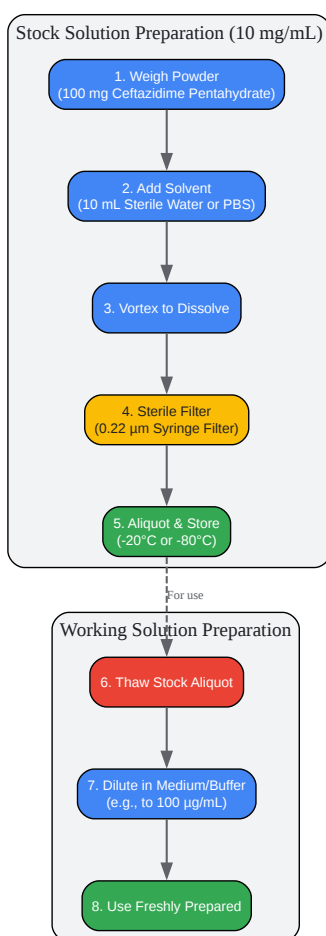 Stock Solution Preparation (10 mg/mL)
1. Weigh Powder
(100 mg Ceftazidime Pentahydrate)
2. Add Solvent
(10 mL Sterile Water or PBS)
3. Vortex to Dissolve
4. Sterile Filter
(0.22 µm Syringe Filter)
5. Aliquot & Store
(-20°C or -80°C)
For use
Working Solution Preparation
6. Thaw Stock Aliquot
7. Dilute in Medium/Buffer
(e.g., to 100 µg/mL)
8. Use Freshly Prepared